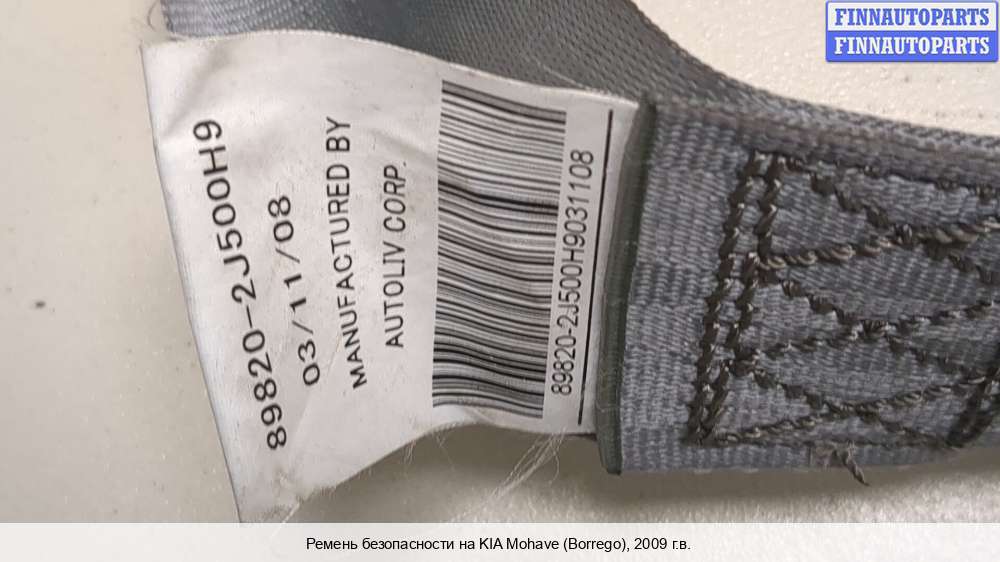 FINNAUTOPARTS
FINNAUTOPARTS
89820-2J500H9
03/11/08
MANUFACTURED BY
AUTOLIV CORP.
89820-2J500H9031108
Ремень безопасности на KIA Mohave (Borrego), 2009 г.в.